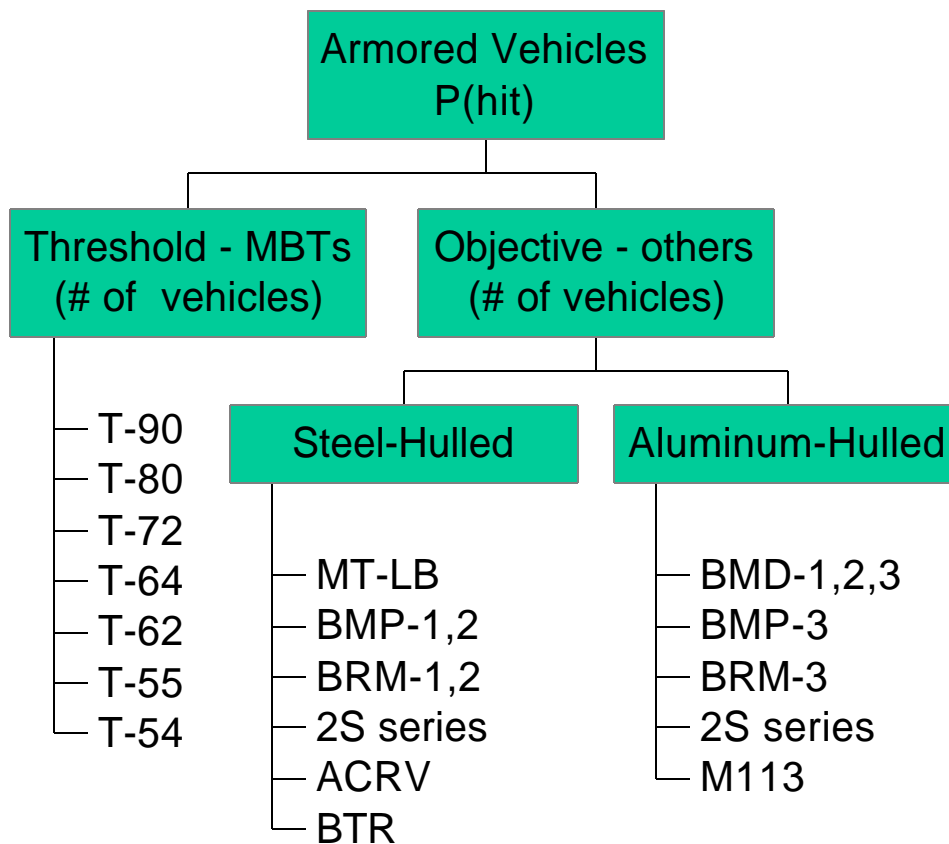 Armored Vehicles
P(hit)
Threshold - MBTs
(# of vehicles)
Objective - others
(# of vehicles)
T-90
T-80
T-72
T-64
T-62
T-55
T-54
Steel-Hulled
MT-LB
BMP-1,2
BRM-1,2
2S series
ACRV
BTR
Aluminum-Hulled
BMD-1,2,3
BMP-3
BRM-3
2S series
M113